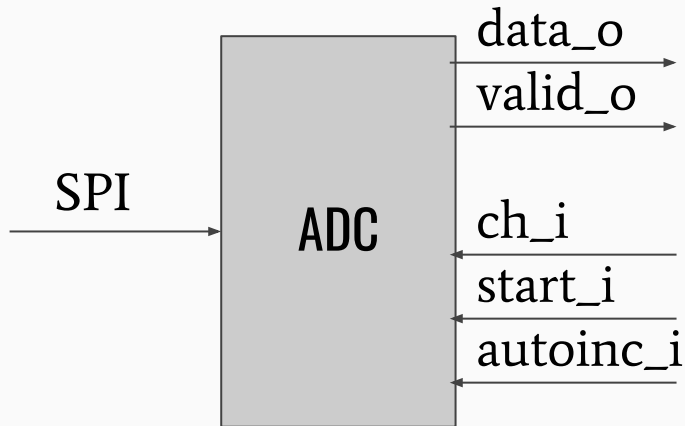 data_o
valid_o
SPI
ADC
ch_i
start_i
autoinc_i